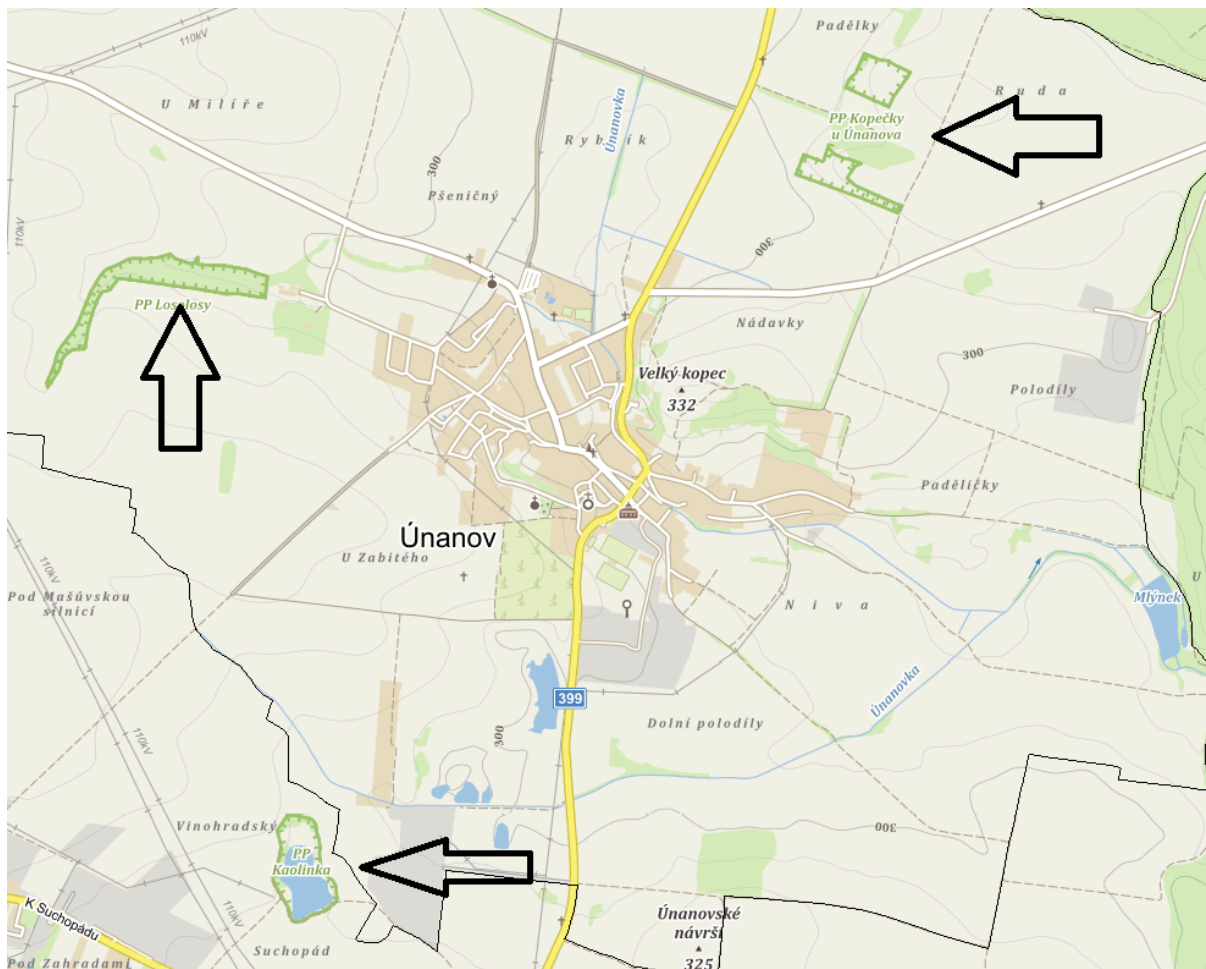 110kV
Padělky
U Milíře
Ruda
PP Kopečky
u Únanova
Únanovka
Rybník
110kV
300
Pšeničný
300
PP Losolosy
Nádavky
300
Velký kopec
332
Polodíly
Padělíčky
Únanov
U Zabitého
Pod Mašůvskou
silnicí
110kV
Niva
Mlýnek
U
Únanovka
399
300
Dolní polodíly
110kV
Vinohradský
300
PP
Kaolinka
K Suchopádu
110kV
Únanovské
návrší
325
Suchopád
Pod Zahradami